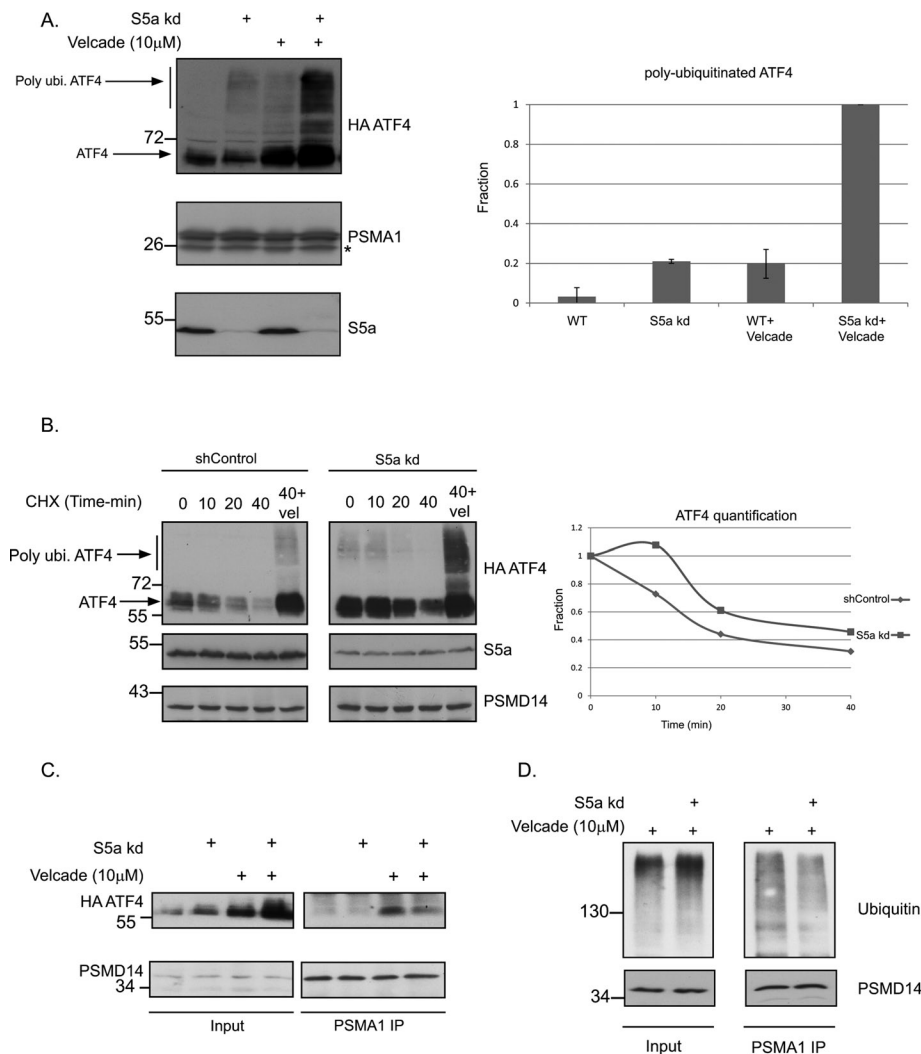 A.
S5a kd + +
Velcade (10μM) + +
Poly ubi. ATF4
HA ATF4
72
ATF4
PSMA1
26
*
55
S5a
poly-ubiquitinated ATF4
Fraction
1
0.8
0.6
0.4
0.2
0
WT
S5a kd
WT+
Velcade
S5a kd+
Velcade
B.
shControl
S5a kd
CHX (Time-min)
0 10 20 40 40+
vel
0 10 20 40 40+
vel
Poly ubi. ATF4
HA ATF4
72
ATF4
55
55
S5a
43
PSMD14
ATF4 quantification
Fraction
1.2
1
0.8
0.6
0.4
0.2
0
0 10 20 30 40
Time (min)
shControl
S5a kd
C.
S5a kd + + + +
Velcade (10μM) + + + +
HA ATF4
55
PSMD14
34
Input
PSMA1 IP
D.
S5a kd + +
Velcade (10μM) + + + +
130
Ubiquitin
34
PSMD14
Input
PSMA1 IP